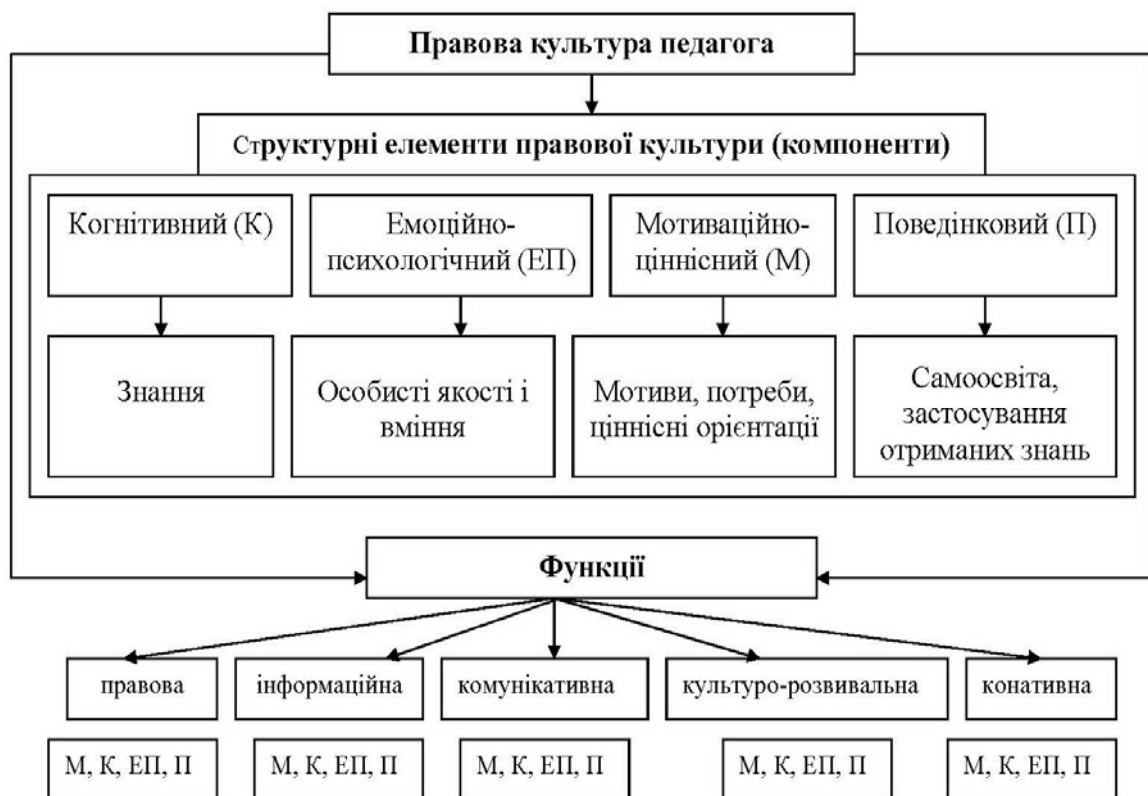 Правова культура педагога
Структурні елементи правової культури (компоненти)
Когнітивний (К)
Емоційно-
психологічний (ЕП)
Мотиваційно-
ціннісний (М)
Поведінковий (П)
Знання
Особисті якості і
вміння
Мотиви, потреби,
ціннісні орієнтації
Самоосвіта,
застосування
отриманих знань
Функції
правова
інформаційна
комунікативна
культуро-розвивальна
конативна
М, К, ЕП, П
М, К, ЕП, П
М, К, ЕП, П
М, К, ЕП, П
М, К, ЕП, П